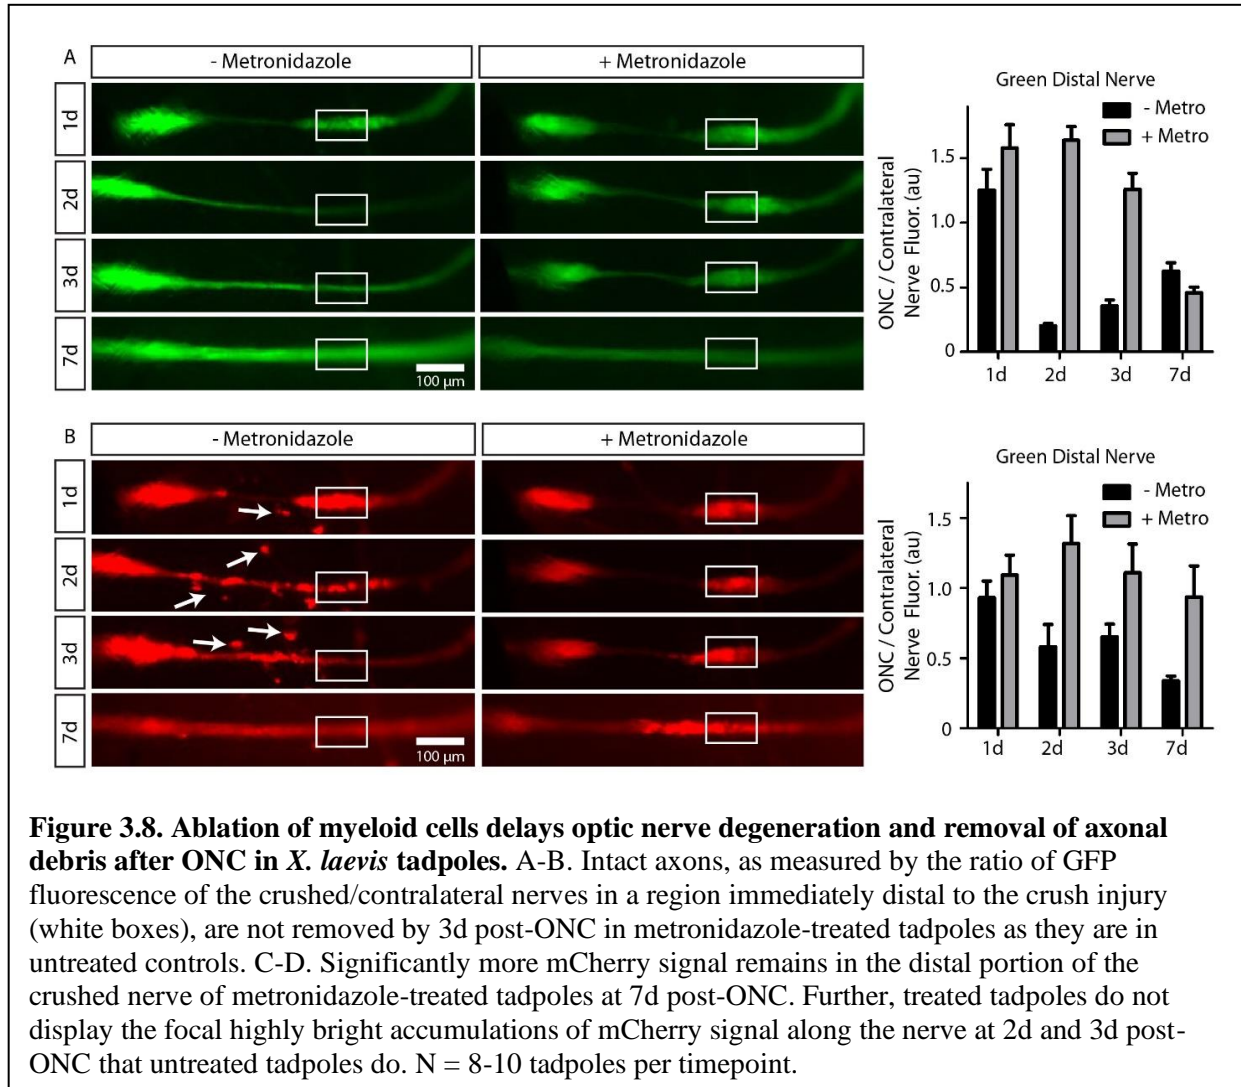 A
- Metronidazole
+ Metronidazole
1d
2d
3d
7d
100 μm
Green Distal Nerve
- Metro
+ Metro
ONC / Contralateral
Nerve Fluor. (au)
1.5
1.0
0.5
0
1d 2d 3d 7d
B
- Metronidazole
+ Metronidazole
1d
2d
3d
7d
100 μm
Green Distal Nerve
- Metro
+ Metro
ONC / Contralateral
Nerve Fluor. (au)
1.5
1.0
0.5
0
1d 2d 3d 7d
Figure 3.8. Ablation of myeloid cells delays optic nerve degeneration and removal of axonal
debris after ONC in X. laevis tadpoles. A-B. Intact axons, as measured by the ratio of GFP
fluorescence of the crushed/contralateral nerves in a region immediately distal to the crush injury
(white boxes), are not removed by 3d post-ONC in metronidazole-treated tadpoles as they are in
untreated controls. C-D. Significantly more mCherry signal remains in the distal portion of the
crushed nerve of metronidazole-treated tadpoles at 7d post-ONC. Further, treated tadpoles do not
display the focal highly bright accumulations of mCherry signal along the nerve at 2d and 3d post-
ONC that untreated tadpoles do. N = 8-10 tadpoles per timepoint.